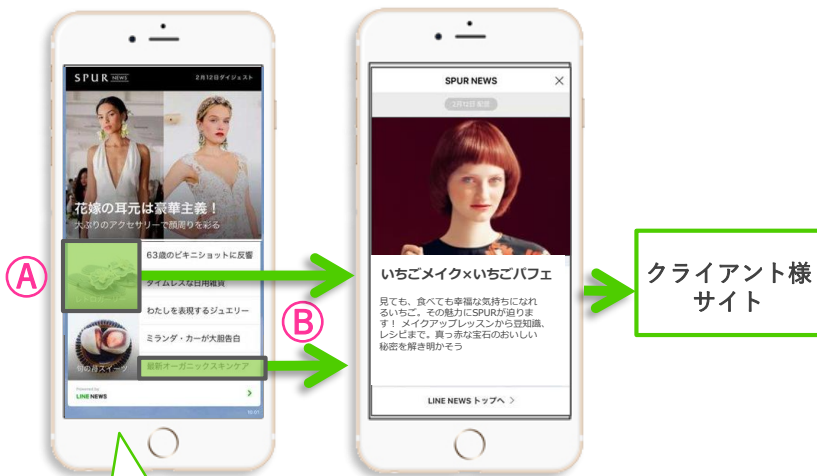 SPUR NEWS
2月12日ダイジェスト
花嫁の耳元は豪華主義！
大ぶりのアクセサリーで顔周りを彩る
A
63歳のビキニショットに反響
タイムレスな日用雑貨
わたしを表現するジュエリー
ミランダ・カーが大胆告白
旬の苺スイーツ
最新オーガニックスキンケア
Powered by
LINE NEWS
10:01
B
SPUR NEWS
2月12日 配信
いちごメイク×いちごパフェ
見ても、食べても幸福な気持ちになれ
るいちご。その魅力にSPURが迫りま
す！ メイクアップレッスンから豆知識、
レシピまで。真っ赤な宝石のおいしい
秘密を解き明かそう
LINE NEWS トップへ
クライアント様
サイト